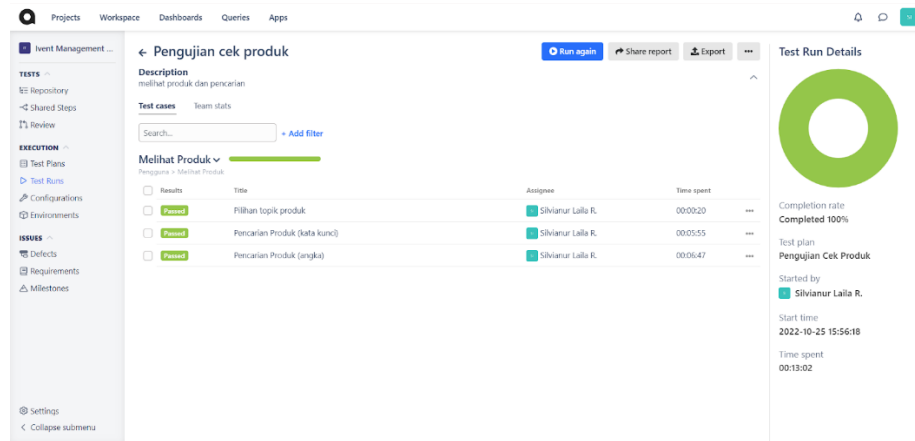 Projects Workspace Dashboards Queries Apps
Ivent Management ...
TESTS
Repository
Shared Steps
Review
EXECUTION
Test Plans
Test Runs
Configurations
Environments
ISSUES
Defects
Requirements
Milestones
Settings
Collapse submenu
← Pengujian cek produk
Run again Share report Export ...
Description
melihat produk dan pencarian
Test cases Team stats
Search... + Add filter
Melihat Produk
Pengguna > Melihat Produk
Results Title Assignee Time spent
Passed Pilihan topik produk Silvianur Laila R. 00:00:20 ...
Passed Pencarian Produk (kata kunci) Silvianur Laila R. 00:05:55 ...
Passed Pencarian Produk (angka) Silvianur Laila R. 00:06:47 ...
Test Run Details
Completion rate
Completed 100%
Test plan
Pengujian Cek Produk
Started by
Silvianur Laila R.
Start time
2022-10-25 15:56:18
Time spent
00:13:02